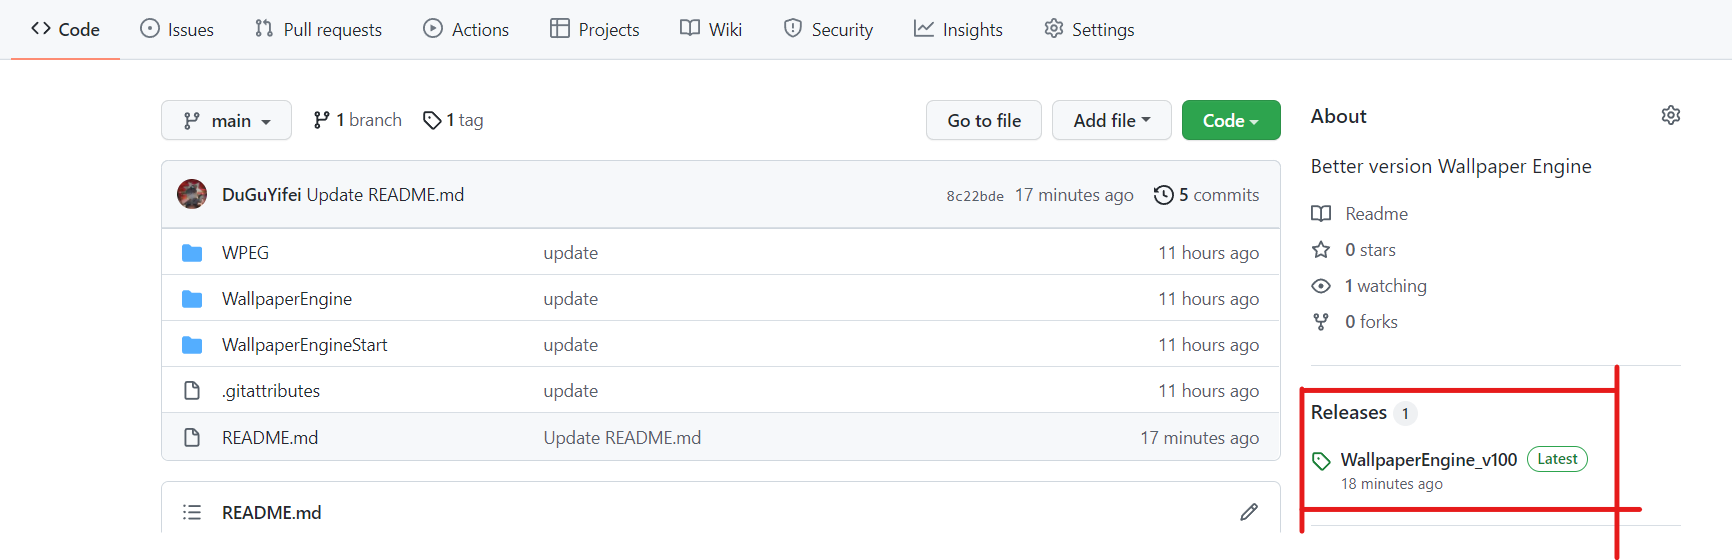 Code Issues Pull requests Actions Projects Wiki Security Insights Settings
main 1 branch 1 tag Go to file Add file Code
DuGuYifei Update README.md 8c22bde 17 minutes ago 5 commits
WPEG update 11 hours ago
WallpaperEngine update 11 hours ago
WallpaperEngineStart update 11 hours ago
.gitattributes update 11 hours ago
README.md Update README.md 17 minutes ago
README.md
About
Better version Wallpaper Engine
Readme
0 stars
1 watching
0 forks
Releases 1
WallpaperEngine_v100 Latest
18 minutes ago